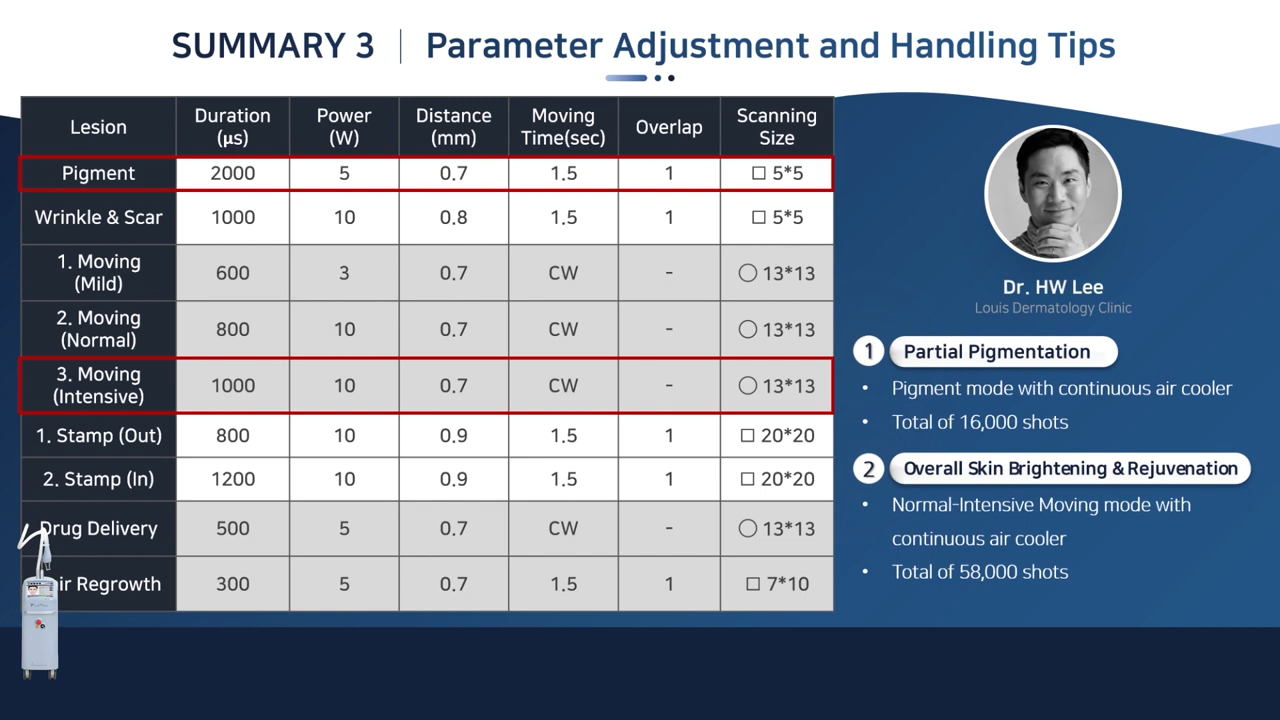 SUMMARY 3 | Parameter Adjustment and Handling Tips
Lesion Duration (μs) Power (W) Distance (mm) Moving Time(sec) Overlap Scanning Size
Pigment 2000 5 0.7 1.5 1 □ 5*5
Wrinkle & Scar 1000 10 0.8 1.5 1 □ 5*5
1. Moving (Mild) 600 3 0.7 CW - ○ 13*13
2. Moving (Normal) 800 10 0.7 CW - ○ 13*13
3. Moving (Intensive) 1000 10 0.7 CW - ○ 13*13
1. Stamp (Out) 800 10 0.9 1.5 1 □ 20*20
2. Stamp (In) 1200 10 0.9 1.5 1 □ 20*20
Drug Delivery 500 5 0.7 CW - ○ 13*13
ir Regrowth 300 5 0.7 1.5 1 □ 7*10
Dr. HW Lee
Louis Dermatology Clinic
1 Partial Pigmentation
• Pigment mode with continuous air cooler
• Total of 16,000 shots
2 Overall Skin Brightening & Rejuvenation
• Normal-Intensive Moving mode with
continuous air cooler
• Total of 58,000 shots